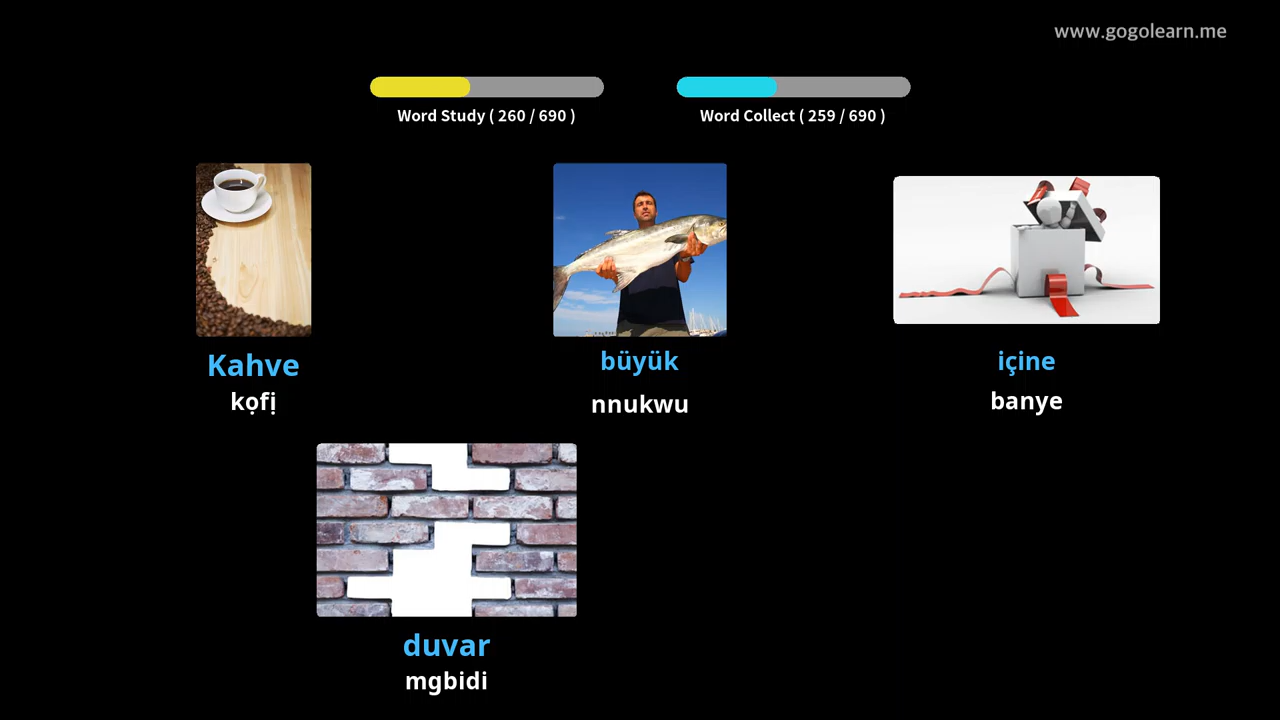 www.gogolearn.me
Word Study ( 260 / 690 )
Word Collect ( 259 / 690 )
Kahve
kọfị
büyük
nnukwu
içine
banye
duvar
mgbidi